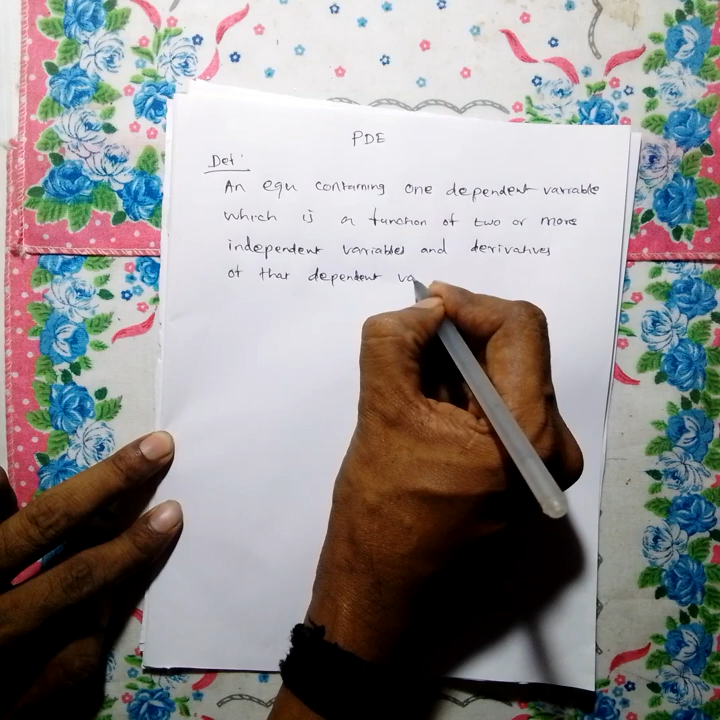 PDE
Def :
An equ containing one dependent variable
which is a function of two or more
independent variables and derivatives
of that dependent va